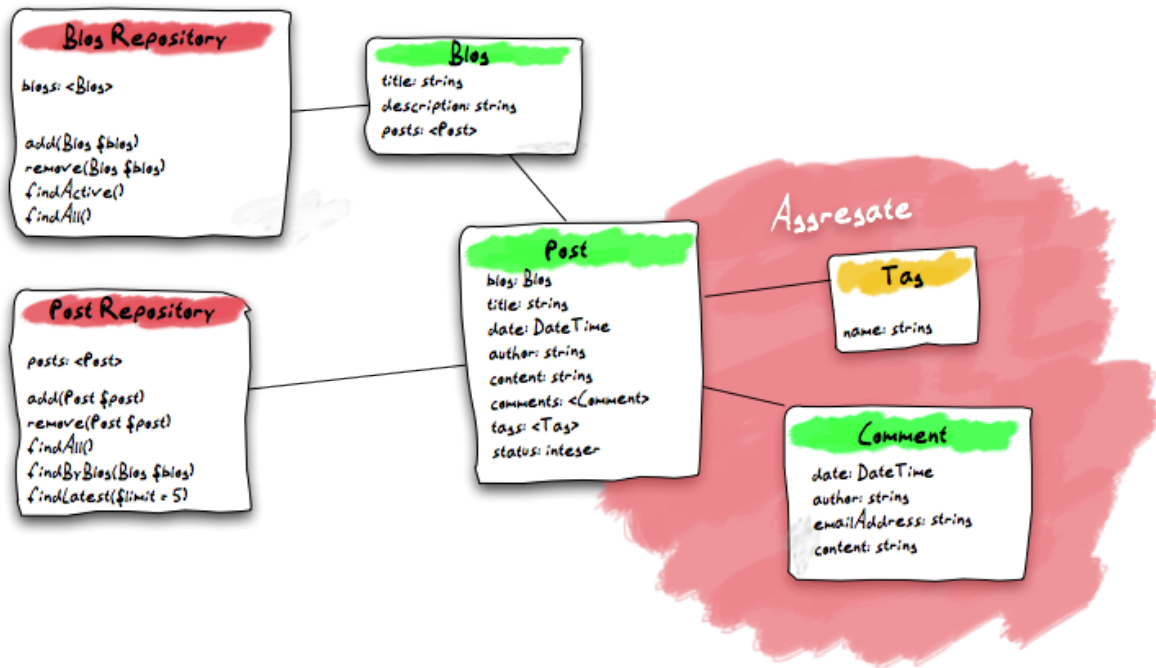 Blog Repository
blogs: <Blog>
add(Blog $blog)
remove(Blog $blog)
findActive()
findAll()
Blog
title: string
description: string
posts: <Post>
Aggregate
Post
blog: Blog
title: string
date: DateTime
author: string
content: string
comments: <Comment>
tags: <Tag>
status: integer
Tag
name: string
Post Repository
posts: <Post>
add(Post $post)
remove(Post $post)
findAll()
findByBlog(Blog $blog)
findLatest($limit = 5)
Comment
date: DateTime
author: string
emailAddress: string
content: string